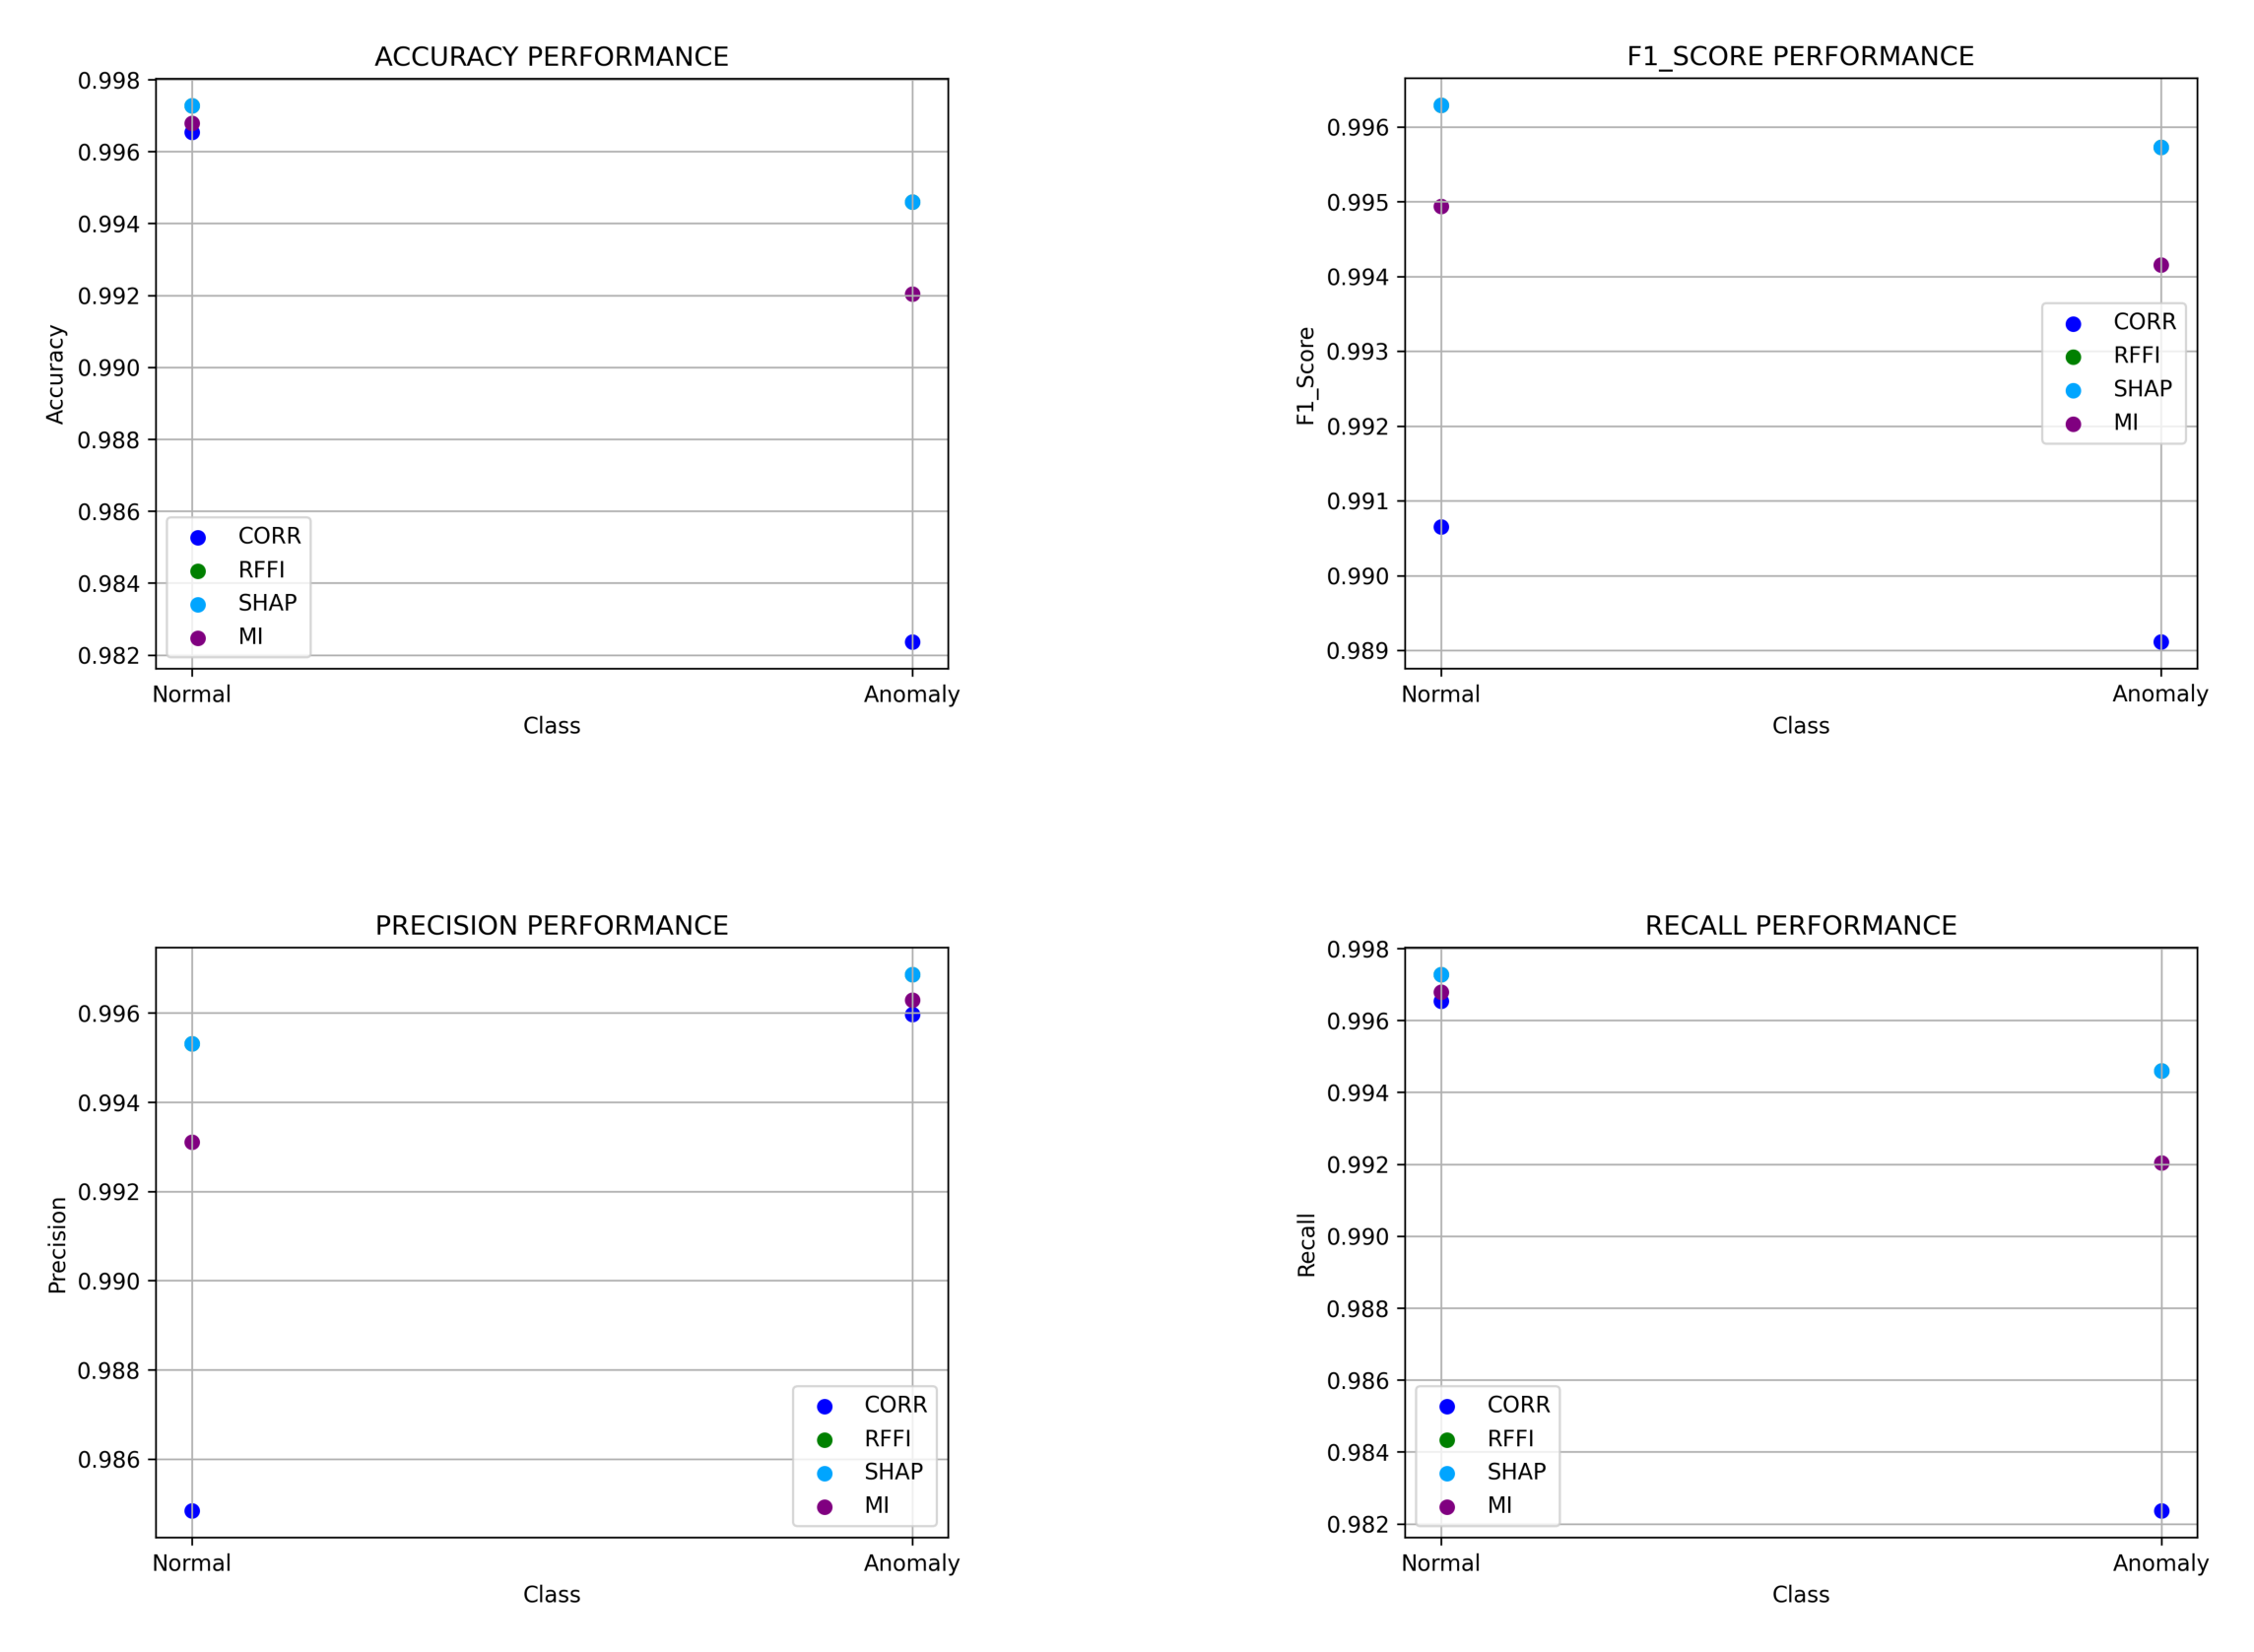 ACCURACY PERFORMANCE
0.998
0.996
0.994
0.992
0.990
0.988
0.986
0.984
0.982
Accuracy
CORR
RFFI
SHAP
MI
Normal
Anomaly
Class
F1_SCORE PERFORMANCE
0.996
0.995
0.994
0.993
0.992
0.991
0.990
0.989
F1_Score
CORR
RFFI
SHAP
MI
Normal
Anomaly
Class
PRECISION PERFORMANCE
0.996
0.994
0.992
0.990
0.988
0.986
Precision
CORR
RFFI
SHAP
MI
Normal
Anomaly
Class
RECALL PERFORMANCE
0.998
0.996
0.994
0.992
0.990
0.988
0.986
0.984
0.982
Recall
CORR
RFFI
SHAP
MI
Normal
Anomaly
Class